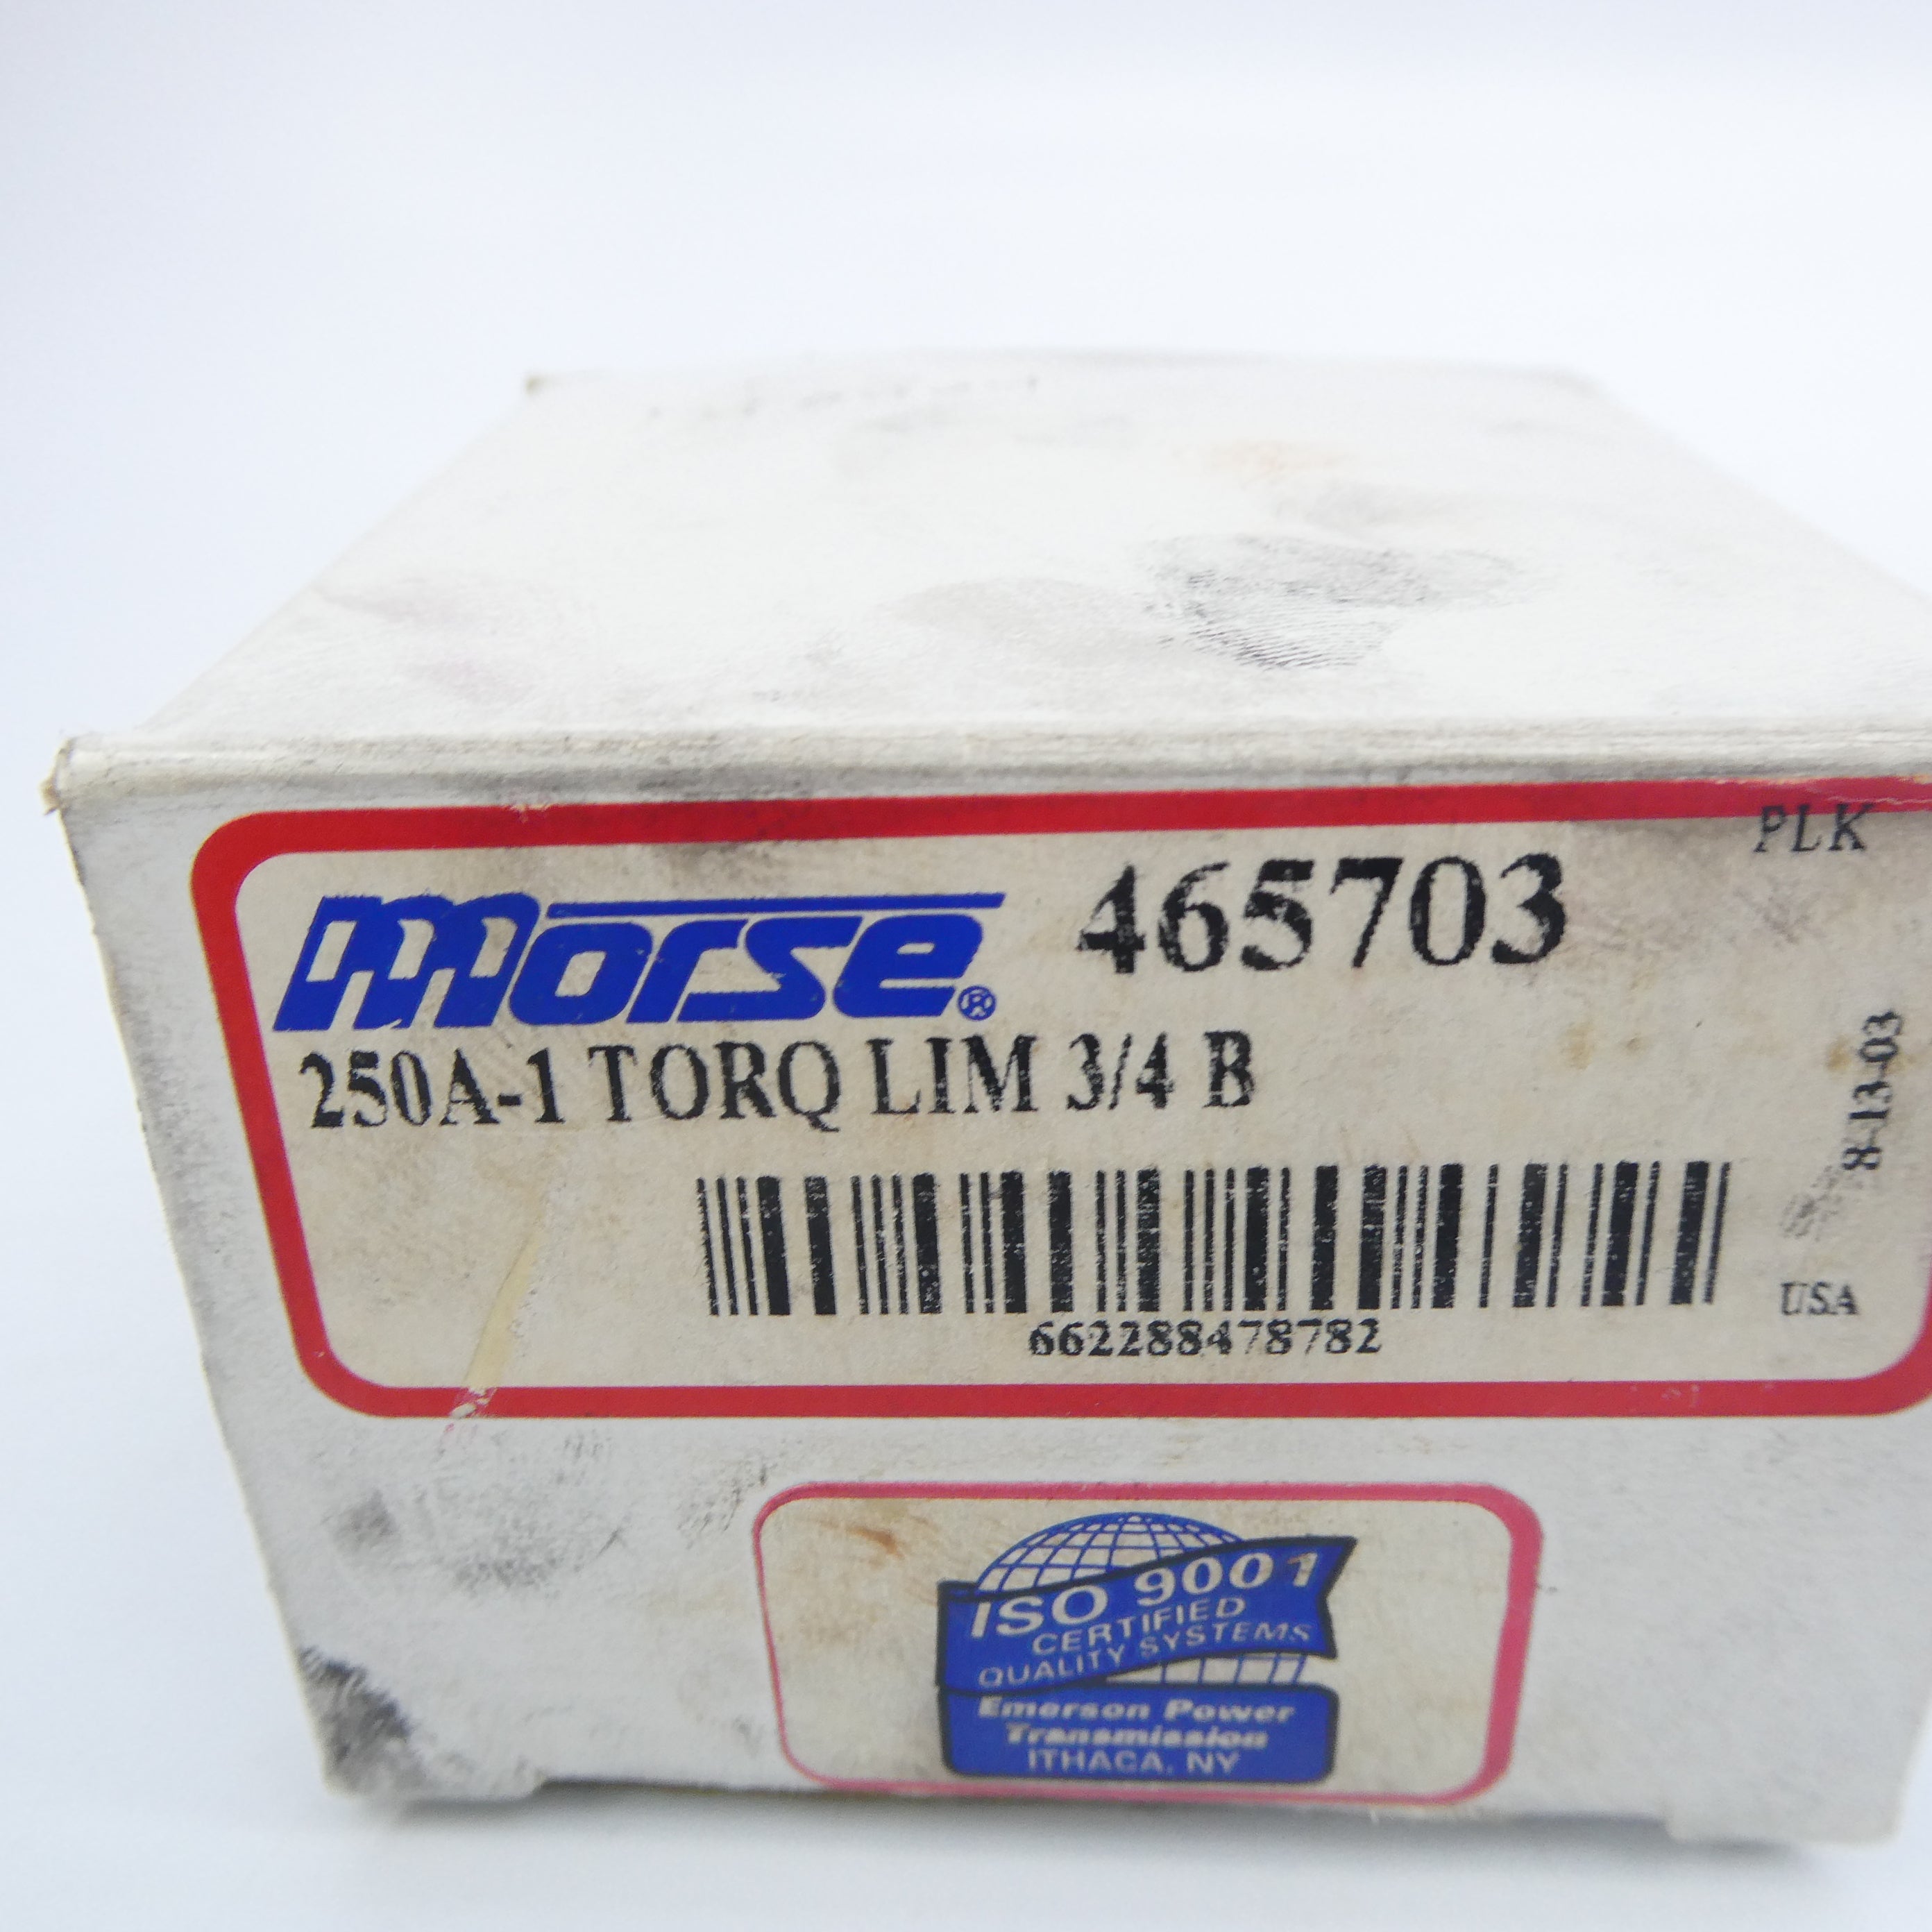 morse® 465703
PLK
250A-1 TORQ LIM 3/4 B
8-13-03
662288478782
USA
ISO 9001
CERTIFIED
QUALITY SYSTEMS
Emerson Power
Transmission
ITHACA, NY